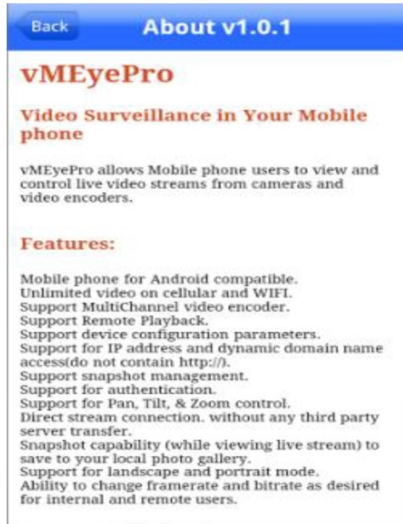 Back
About v1.0.1
vMEyePro
Video Surveillance in Your Mobile
phone
vMEyePro allows Mobile phone users to view and
control live video streams from cameras and
video encoders.
Features:
Mobile phone for Android compatible.
Unlimited video on cellular and WIFI.
Support MultiChannel video encoder.
Support Remote Playback.
Support device configuration parameters.
Support for IP address and dynamic domain name
access(do not contain http://).
Support snapshot management.
Support for authentication.
Support for Pan, Tilt, & Zoom control.
Direct stream connection. without any third party
server transfer.
Snapshot capability (while viewing live stream) to
save to your local photo gallery.
Support for landscape and portrait mode.
Ability to change framerate and bitrate as desired
for internal and remote users.